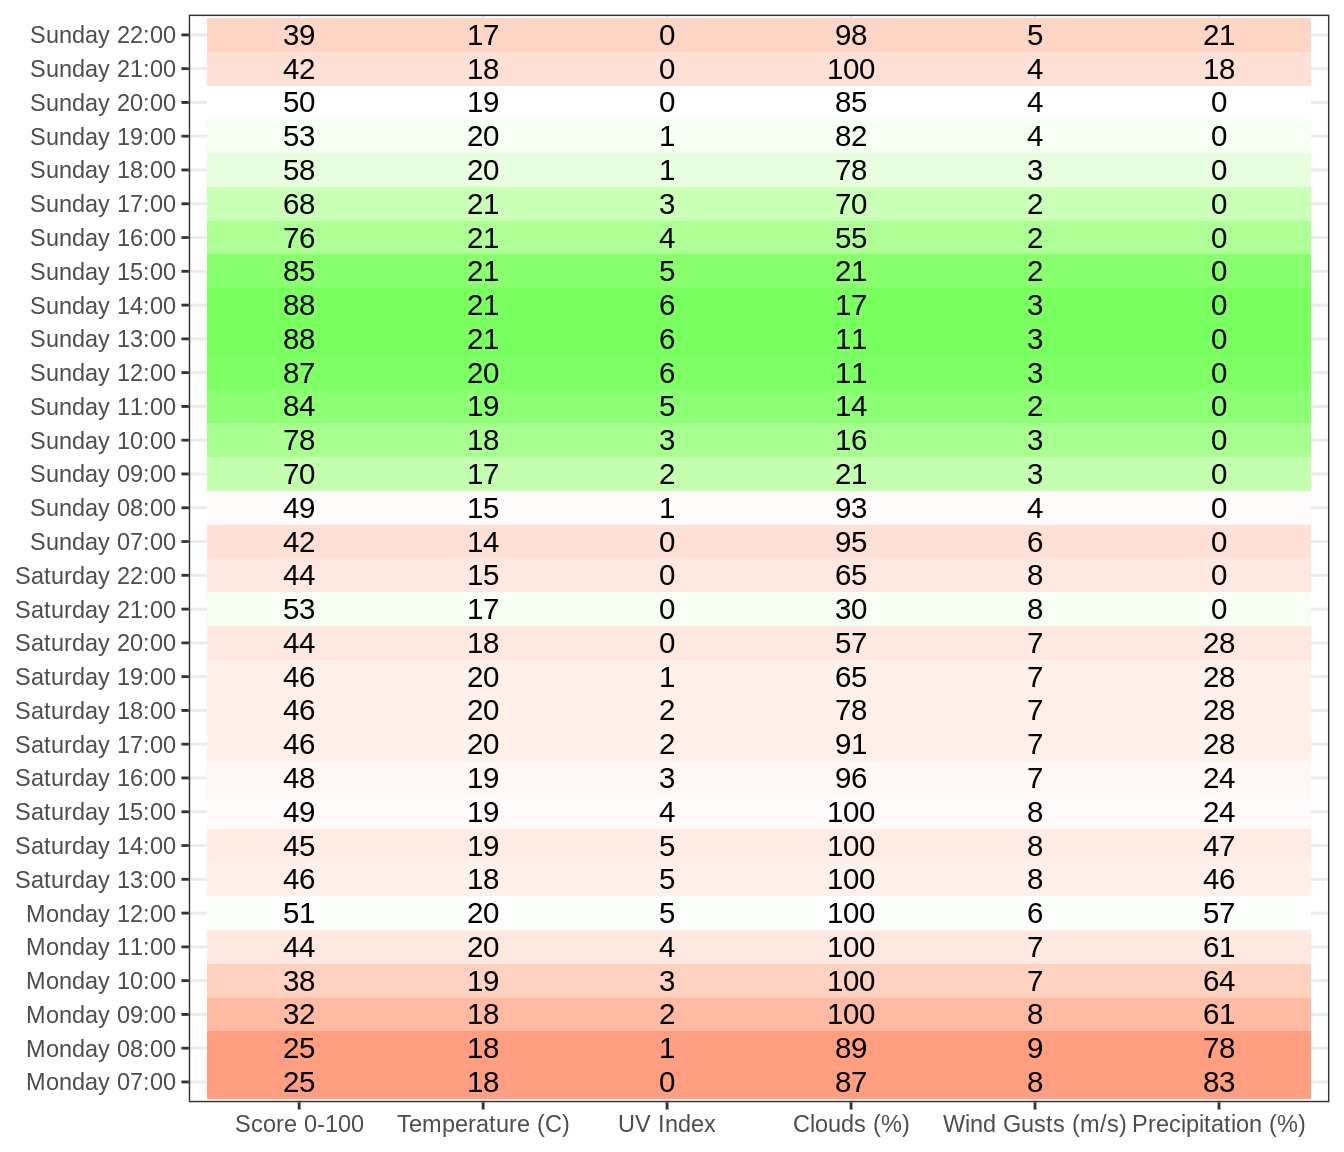 Sunday 22:00 39 17 0 98 5 21
Sunday 21:00 42 18 0 100 4 18
Sunday 20:00 50 19 0 85 4 0
Sunday 19:00 53 20 1 82 4 0
Sunday 18:00 58 20 1 78 3 0
Sunday 17:00 68 21 3 70 2 0
Sunday 16:00 76 21 4 55 2 0
Sunday 15:00 85 21 5 21 2 0
Sunday 14:00 88 21 6 17 3 0
Sunday 13:00 88 21 6 11 3 0
Sunday 12:00 87 20 6 11 3 0
Sunday 11:00 84 19 5 14 2 0
Sunday 10:00 78 18 3 16 3 0
Sunday 09:00 70 17 2 21 3 0
Sunday 08:00 49 15 1 93 4 0
Sunday 07:00 42 14 0 95 6 0
Saturday 22:00 44 15 0 65 8 0
Saturday 21:00 53 17 0 30 8 0
Saturday 20:00 44 18 0 57 7 28
Saturday 19:00 46 20 1 65 7 28
Saturday 18:00 46 20 2 78 7 28
Saturday 17:00 46 20 2 91 7 28
Saturday 16:00 48 19 3 96 7 24
Saturday 15:00 49 19 4 100 8 24
Saturday 14:00 45 19 5 100 8 47
Saturday 13:00 46 18 5 100 8 46
Monday 12:00 51 20 5 100 6 57
Monday 11:00 44 20 4 100 7 61
Monday 10:00 38 19 3 100 7 64
Monday 09:00 32 18 2 100 8 61
Monday 08:00 25 18 1 89 9 78
Monday 07:00 25 18 0 87 8 83
Score 0-100 Temperature (C) UV Index Clouds (%) Wind Gusts (m/s) Precipitation (%)